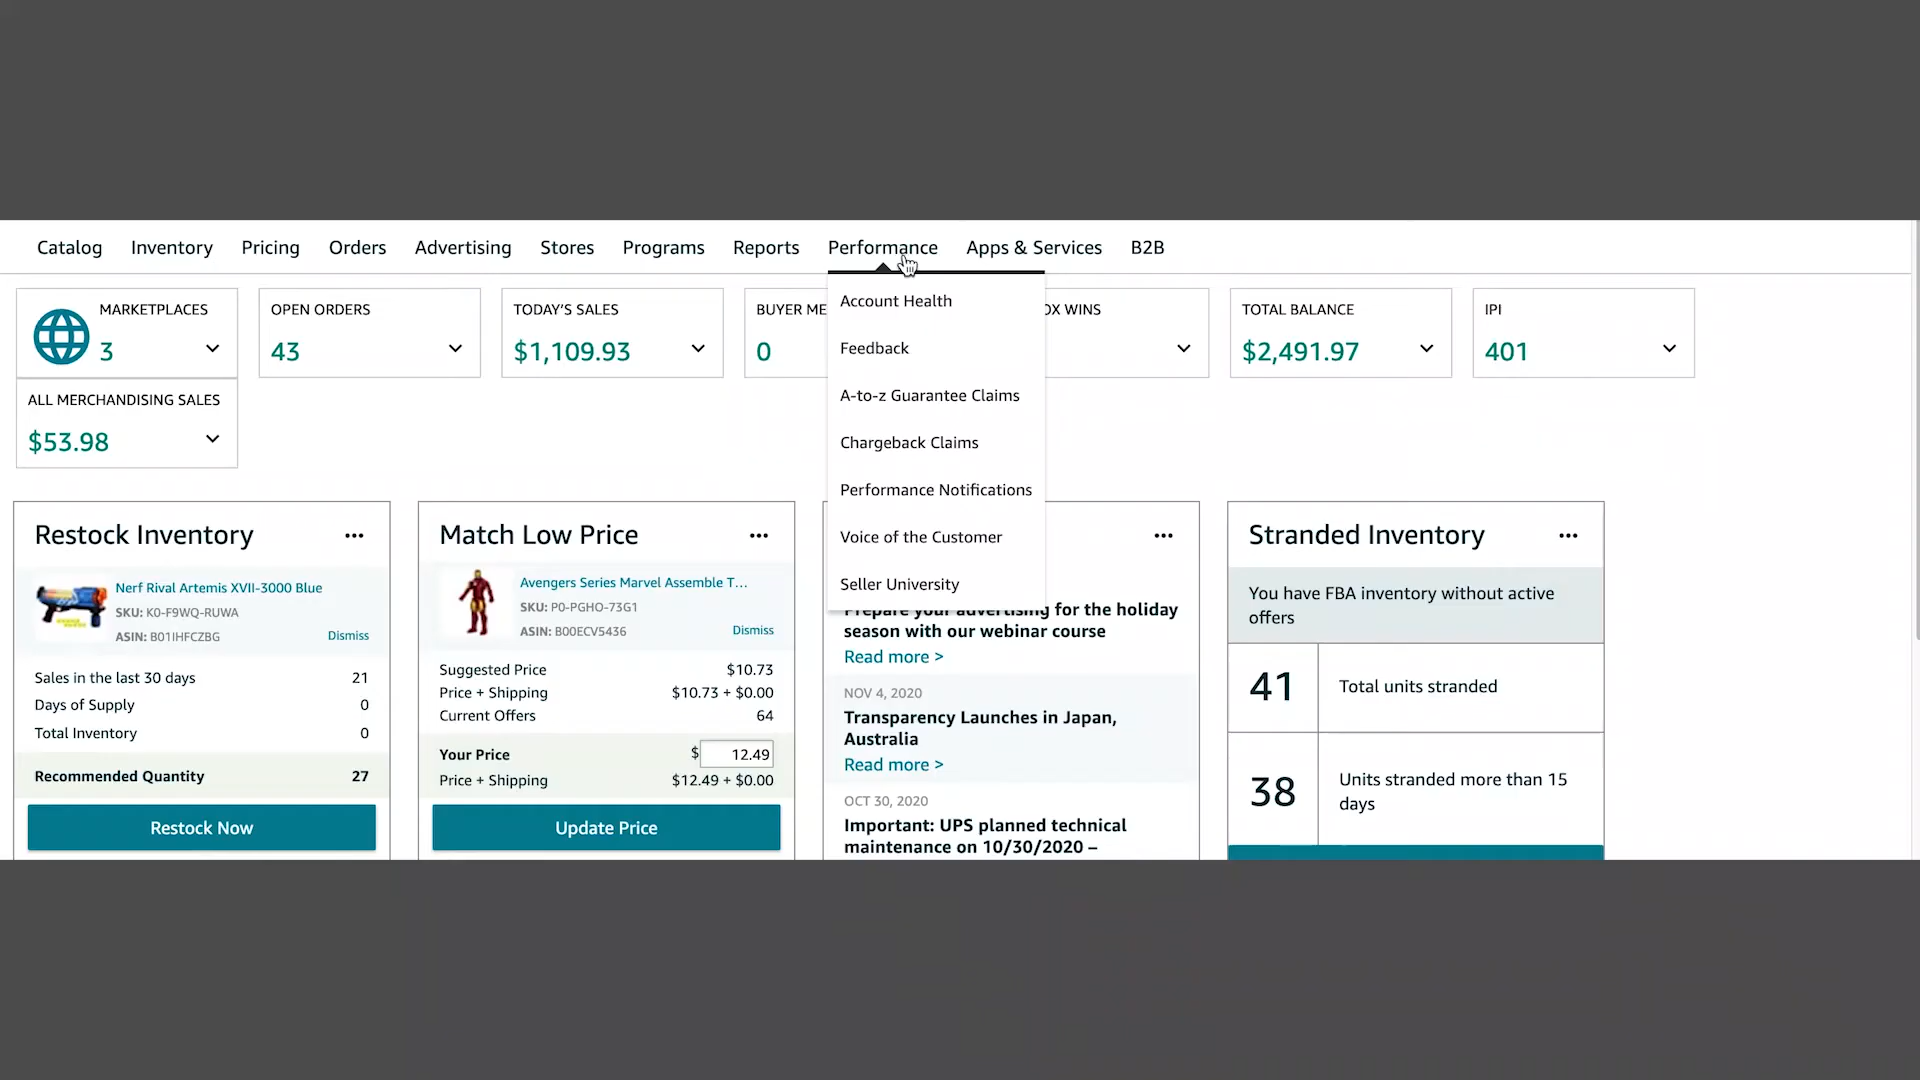 Catalog Inventory Pricing Orders Advertising Stores Programs Reports Performance Apps & Services B2B
MARKETPLACES
3
OPEN ORDERS
43
TODAY'S SALES
$1,109.93
BUYER ME
0
OX WINS
TOTAL BALANCE
$2,491.97
IPI
401
ALL MERCHANDISING SALES
$53.98
Account Health
Feedback
A-to-z Guarantee Claims
Chargeback Claims
Performance Notifications
Voice of the Customer
Seller University
Restock Inventory
Nerf Rival Artemis XVII-3000 Blue
SKU: K0-F9WQ-RUWA
ASIN: B01IHFCZBG
Dismiss
Sales in the last 30 days 21
Days of Supply 0
Total Inventory 0
Recommended Quantity 27
Restock Now
Match Low Price
Avengers Series Marvel Assemble T...
SKU: P0-PGHO-73G1
ASIN: B00ECV5436
Dismiss
Suggested Price $10.73
Price + Shipping $10.73 + $0.00
Current Offers 64
Your Price $ 12.49
Price + Shipping $12.49 + $0.00
Update Price
Prepare your advertising for the holiday
season with our webinar course
Read more >
NOV 4, 2020
Transparency Launches in Japan,
Australia
Read more >
OCT 30, 2020
Important: UPS planned technical
maintenance on 10/30/2020 –
Stranded Inventory
You have FBA inventory without active
offers
41 Total units stranded
38 Units stranded more than 15
days